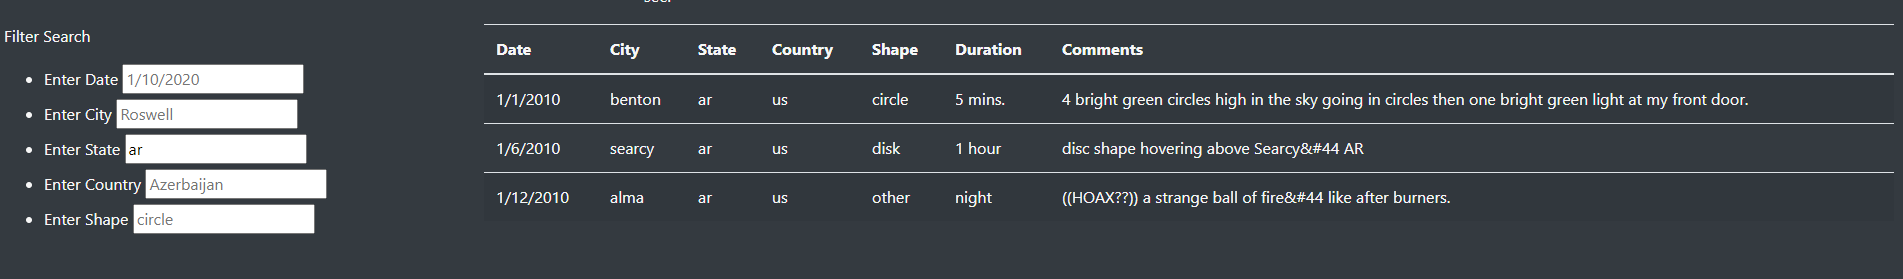 see.
Filter Search
Enter Date 1/10/2020
Enter City Roswell
Enter State ar
Enter Country Azerbaijan
Enter Shape circle
Date City State Country Shape Duration Comments
1/1/2010 benton ar us circle 5 mins. 4 bright green circles high in the sky going in circles then one bright green light at my front door.
1/6/2010 searcy ar us disk 1 hour disc shape hovering above Searcy&#44 AR
1/12/2010 alma ar us other night ((HOAX??)) a strange ball of fire&#44 like after burners.